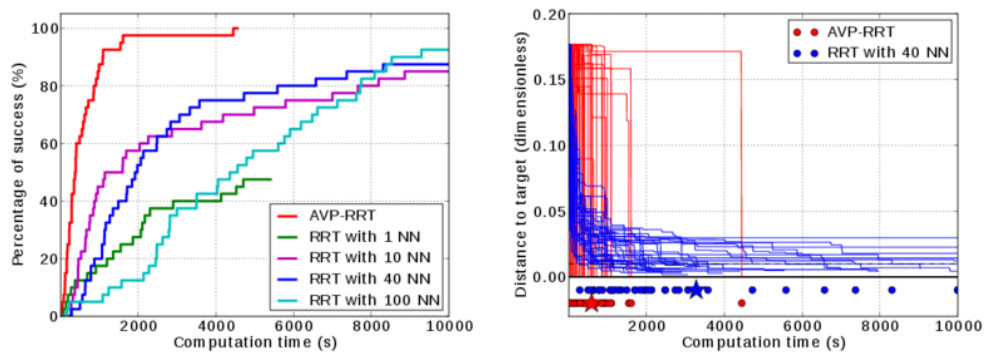 100
80
60
40
20
0
Percentage of success (%)
2000 4000 6000 8000 10000
Computation time (s)
AVP-RRT
RRT with 1 NN
RRT with 10 NN
RRT with 40 NN
RRT with 100 NN
0.20
0.15
0.10
0.05
0.00
Distance to target (dimensionless)
2000 4000 6000 8000 10000
Computation time (s)
AVP-RRT
RRT with 40 NN